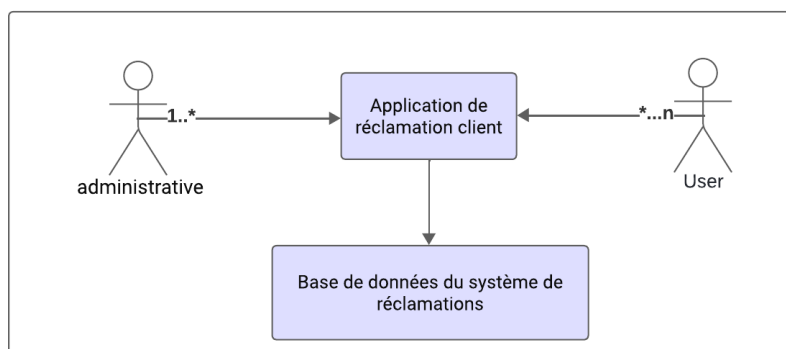 Application de
réclamation client
1..*
*...n
administrative
User
Base de données du système de
réclamations